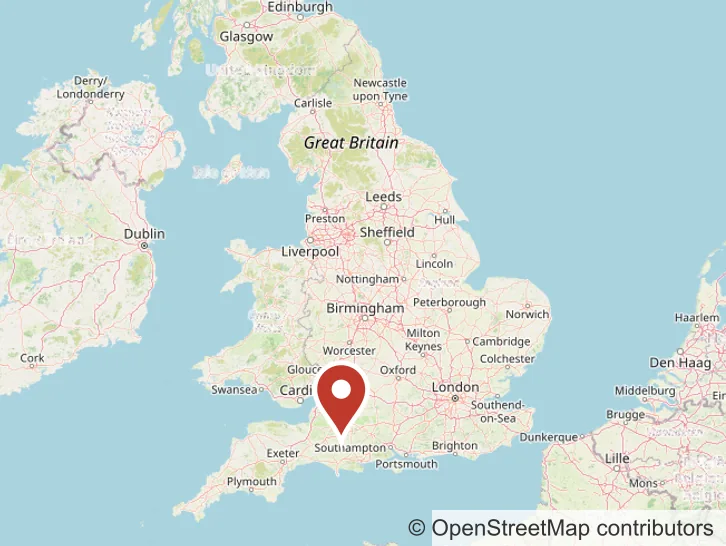 Edinburgh
Glasgow
Derry/
Londonderry
Newcastle
upon Tyne
Carlisle
Great Britain
Leeds
Preston
Hull
Dublin
Sheffield
Liverpool
Lincoln
Nottingham
Peterborough
Norwich
Birmingham
Haarlem
Milton
Keynes
Cambridge
Worcester
Cork
Colchester
Den Haag
Oxford
Swansea
London
Middelburg
Southend-
on-Sea
Brugge
Dunkerque
Southampton
Brighton
Exeter
Portsmouth
Lille
Plymouth
Mons
© OpenStreetMap contributors